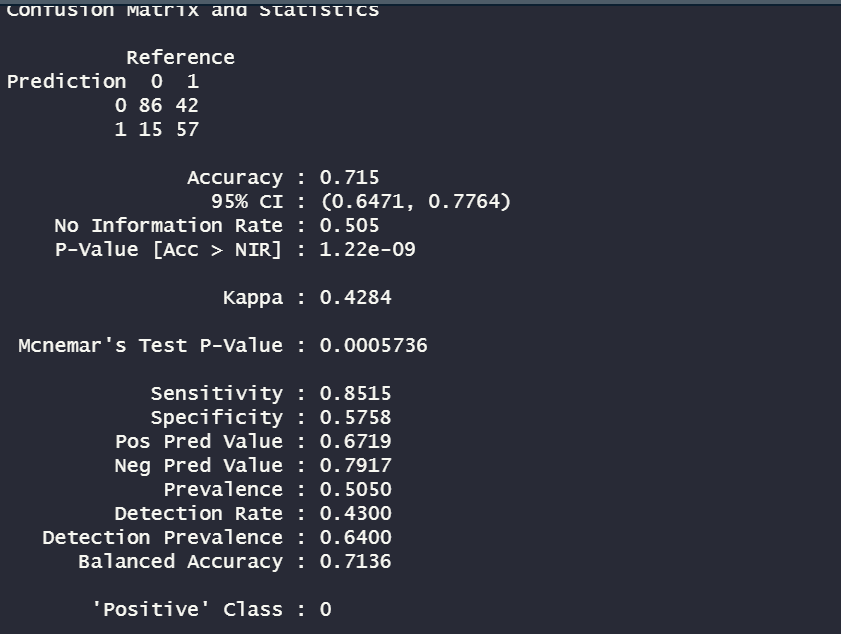 Confusion Matrix and Statistics
Reference
Prediction 0 1
0 86 42
1 15 57
Accuracy : 0.715
95% CI : (0.6471, 0.7764)
No Information Rate : 0.505
P-Value [Acc > NIR] : 1.22e-09
Kappa : 0.4284
Mcnemar's Test P-Value : 0.0005736
Sensitivity : 0.8515
Specificity : 0.5758
Pos Pred Value : 0.6719
Neg Pred Value : 0.7917
Prevalence : 0.5050
Detection Rate : 0.4300
Detection Prevalence : 0.6400
Balanced Accuracy : 0.7136
'Positive' Class : 0